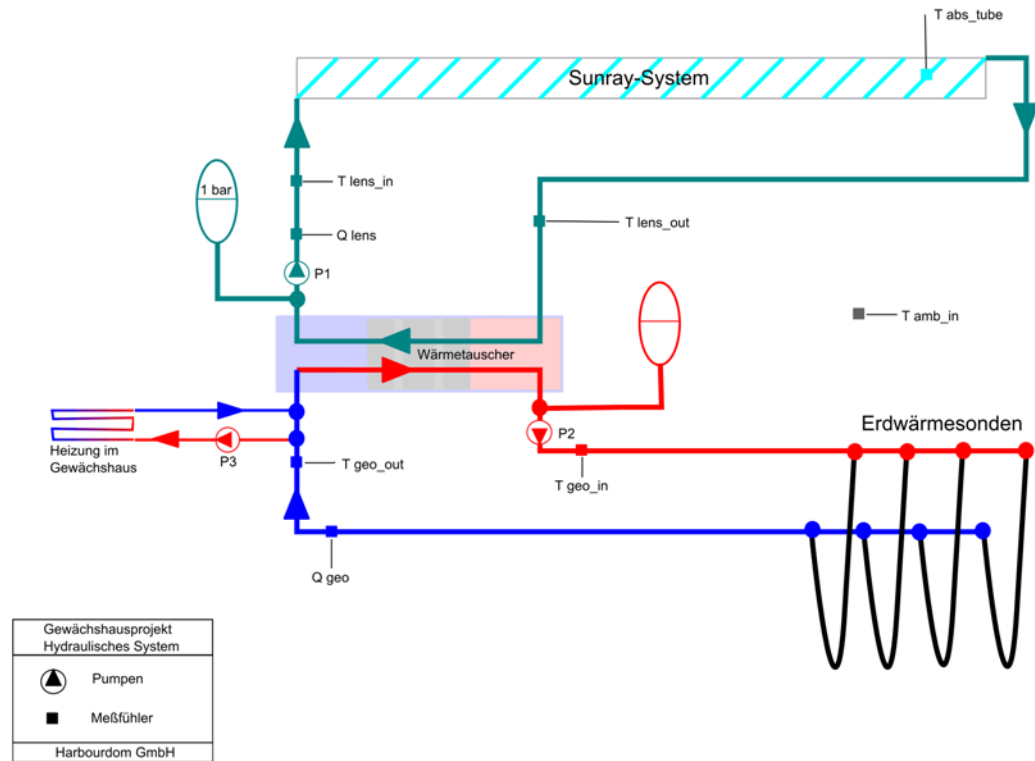 T abs_tube
Sunray-System
T lens_in
1 bar
Q lens
T lens_out
P1
T amb_in
Wärmetauscher
P2
Erdwärmesonden
Heizung im
Gewächshaus
P3
T geo_out
T geo_in
Q geo
Gewächshausprojekt
Hydraulisches System
Pumpen
Meßfühler
Harbourdom GmbH